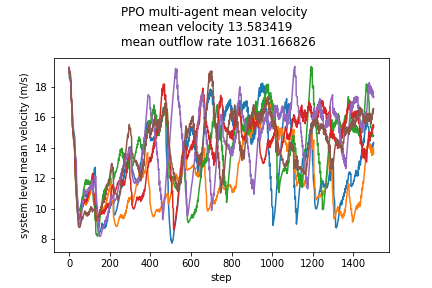 PPO multi-agent mean velocity
mean velocity 13.583419
mean outflow rate 1031.166826
system level mean velocity (m/s)
18
16
14
12
10
8
0 200 400 600 800 1000 1200 1400
step